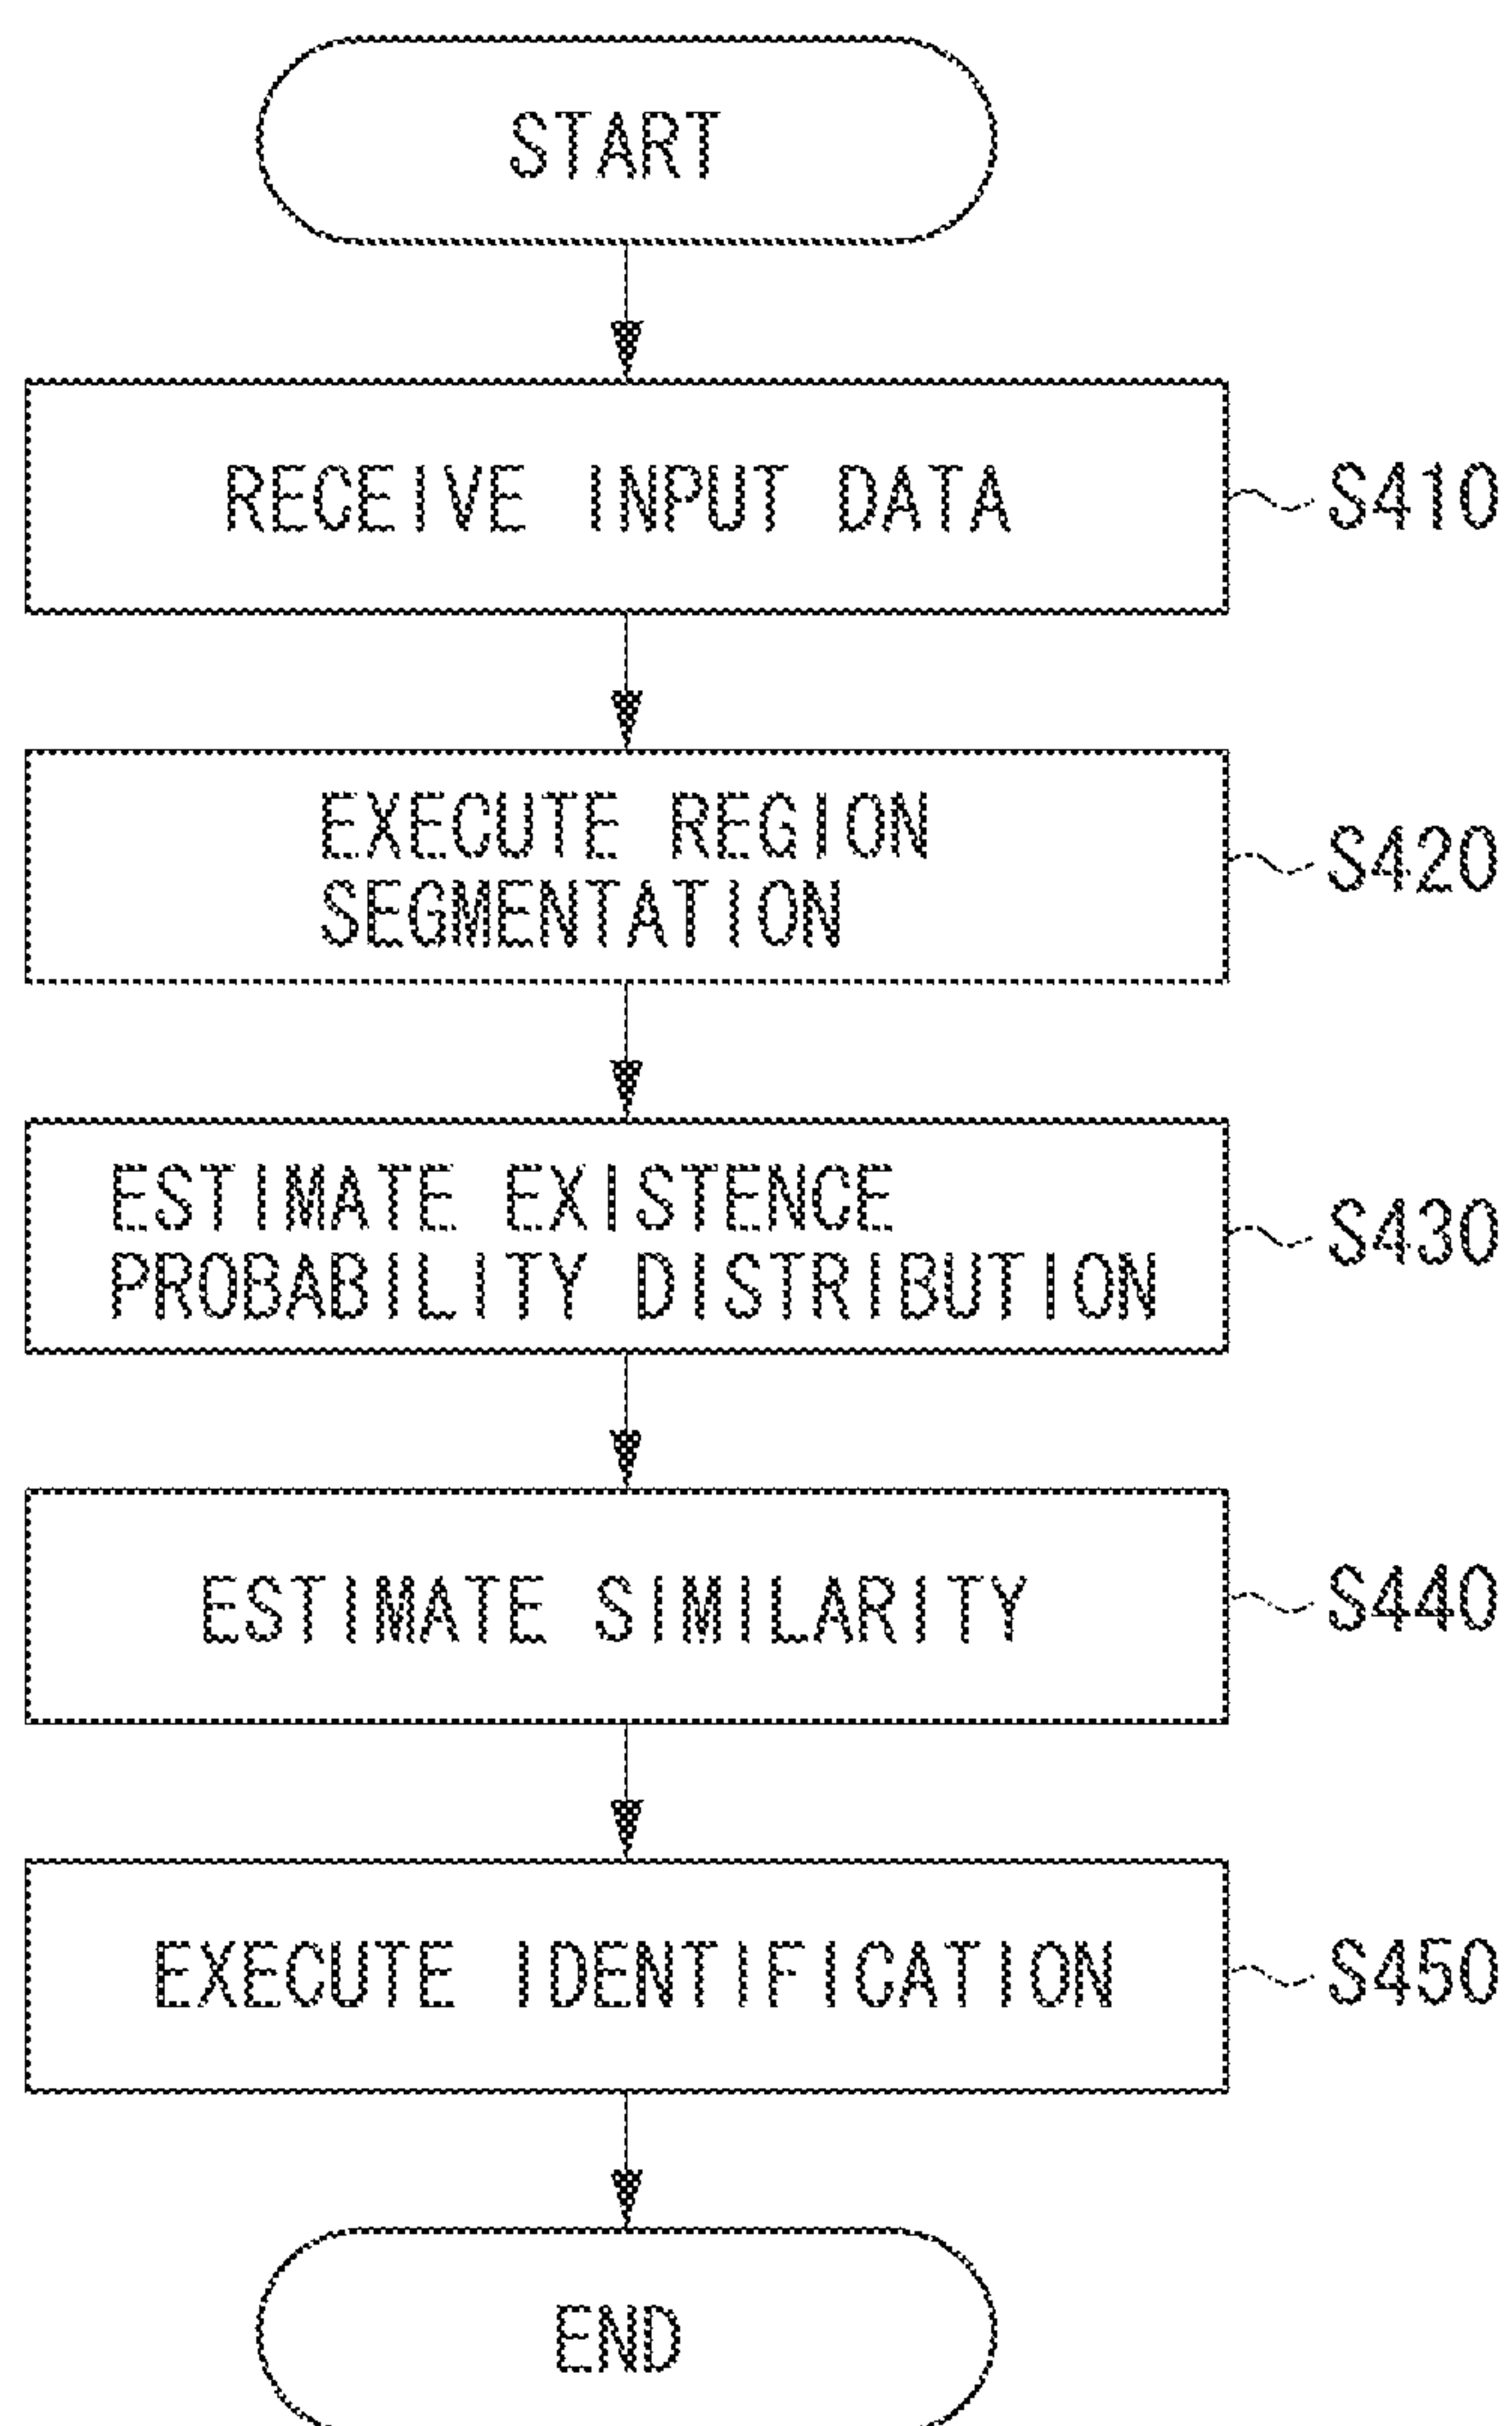 START
RECEIVE INPUT DATA
S410
EXECUTE REGION
SEGMENTATION
S420
ESTIMATE EXISTENCE
PROBABILITY DISTRIBUTION
S430
ESTIMATE SIMILARITY
S440
EXECUTE IDENTIFICATION
S450
END